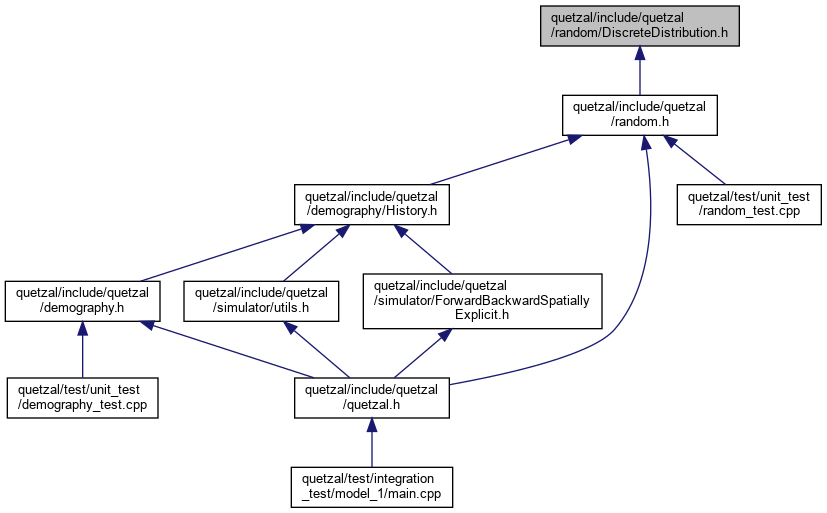 quetzal/include/quetzal
/random/DiscreteDistribution.h
quetzal/include/quetzal
/random.h
quetzal/include/quetzal
/demography/History.h
quetzal/test/unit_test
/random_test.cpp
quetzal/include/quetzal
/demography.h
quetzal/include/quetzal
/simulator/utils.h
quetzal/include/quetzal
/simulator/ForwardBackwardSpatially
Explicit.h
quetzal/test/unit_test
/demography_test.cpp
quetzal/include/quetzal
/quetzal.h
quetzal/test/integration
_test/model_1/main.cpp